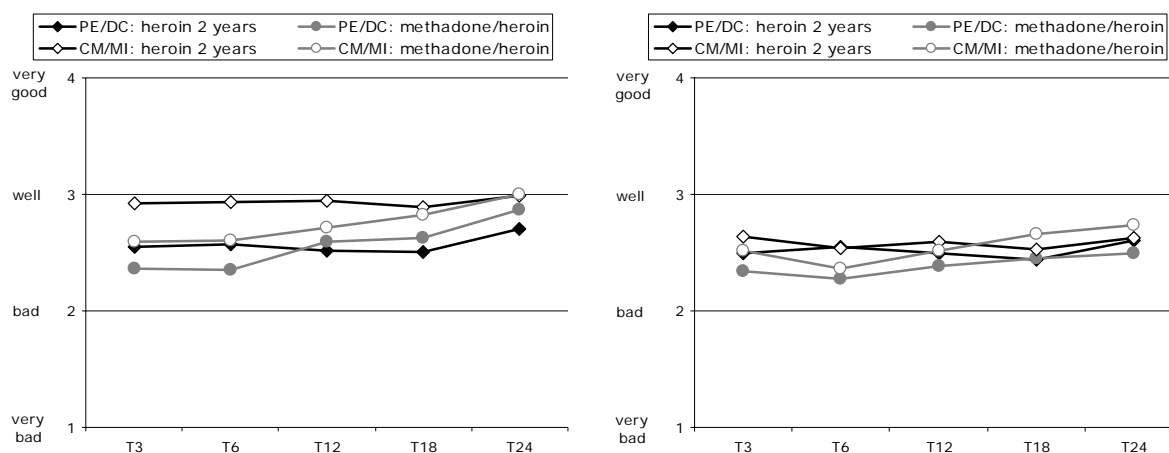 PE/DC: heroin 2 years PE/DC: methadone/heroin
CM/MI: heroin 2 years CM/MI: methadone/heroin
very
good 4
well 3
bad 2
very
bad 1
T3 T6 T12 T18 T24
PE/DC: heroin 2 years PE/DC: methadone/heroin
CM/MI: heroin 2 years CM/MI: methadone/heroin
very
good 4
well 3
bad 2
very
bad 1
T3 T6 T12 T18 T24